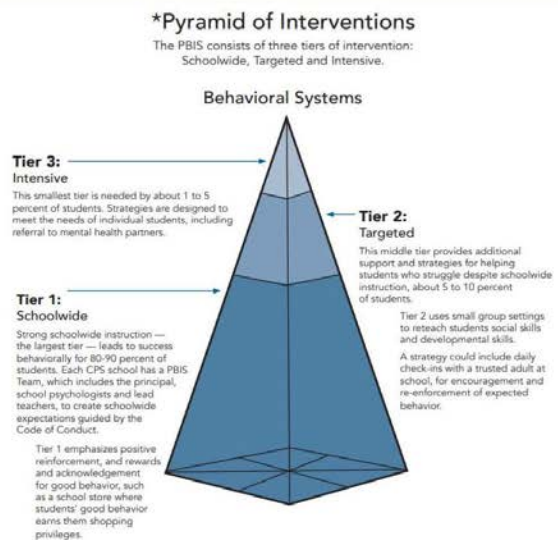 *Pyramid of Interventions
The PBIS consists of three tiers of intervention:
Schoolwide, Targeted and Intensive.
Behavioral Systems
Tier 3:
Intensive
This smallest tier is needed by about 1 to 5
percent of students. Strategies are designed to
meet the needs of individual students, including
referral to mental health partners.
Tier 2:
Targeted
This middle tier provides additional
support and strategies for helping
students who struggle despite schoolwide
instruction, about 5 to 10 percent
of students.
Tier 2 uses small group settings
to reteach students social skills
and developmental skills.
A strategy could include daily
check-ins with a trusted adult at
school, for encouragement and
re-enforcement of expected
behavior.
Tier 1:
Schoolwide
Strong schoolwide instruction —
the largest tier — leads to success
behaviorally for 80-90 percent of
students. Each CPS school has a PBIS
Team, which includes the principal,
school psychologists and lead
teachers, to create schoolwide
expectations guided by the
Code of Conduct.
Tier 1 emphasizes positive
reinforcement, and rewards
and acknowledgement
for good behavior, such
as a school store where
students' good behavior
earns them shopping
privileges.